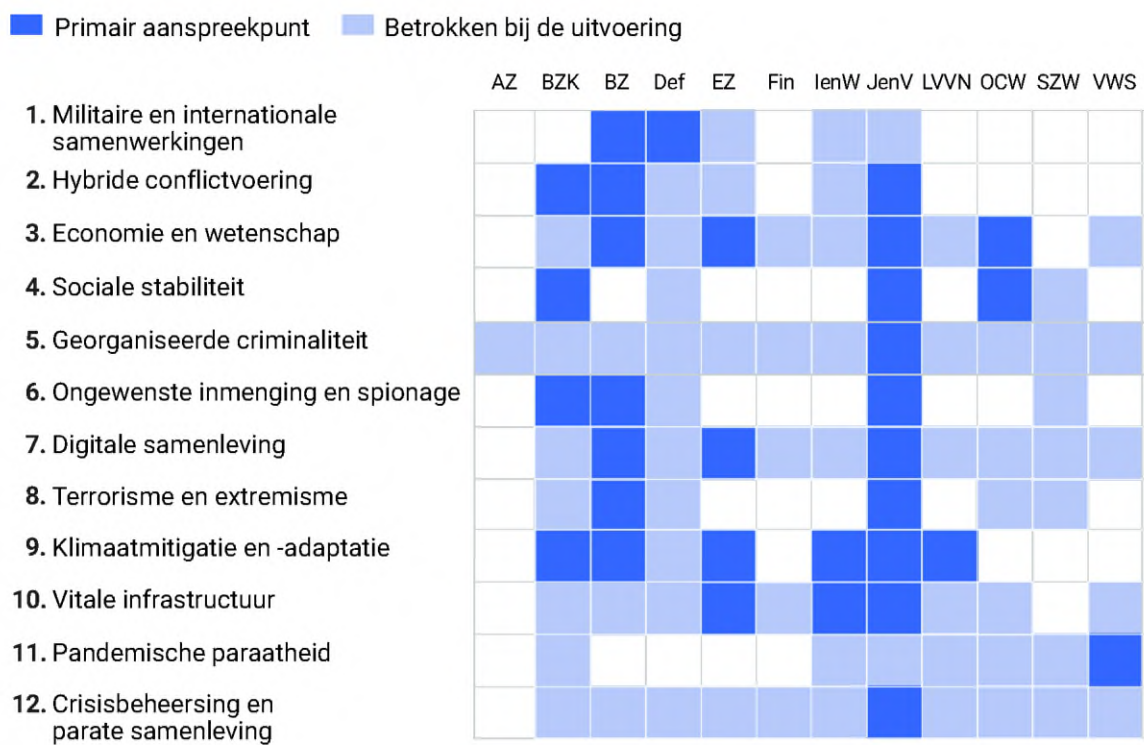 Primair aanspreekpunt Betrokken bij de uitvoering
AZ BZK BZ Def EZ Fin IenW JenV LVVN OCW SZW VWS
1. Militaire en internationale
samenwerkingen
2. Hybride conflictvoering
3. Economie en wetenschap
4. Sociale stabiliteit
5. Georganiseerde criminaliteit
6. Ongewenste inmenging en spionage
7. Digitale samenleving
8. Terrorisme en extremisme
9. Klimaatmitigatie en -adaptatie
10. Vitale infrastructuur
11. Pandemische paraatheid
12. Crisisbeheersing en
parate samenleving